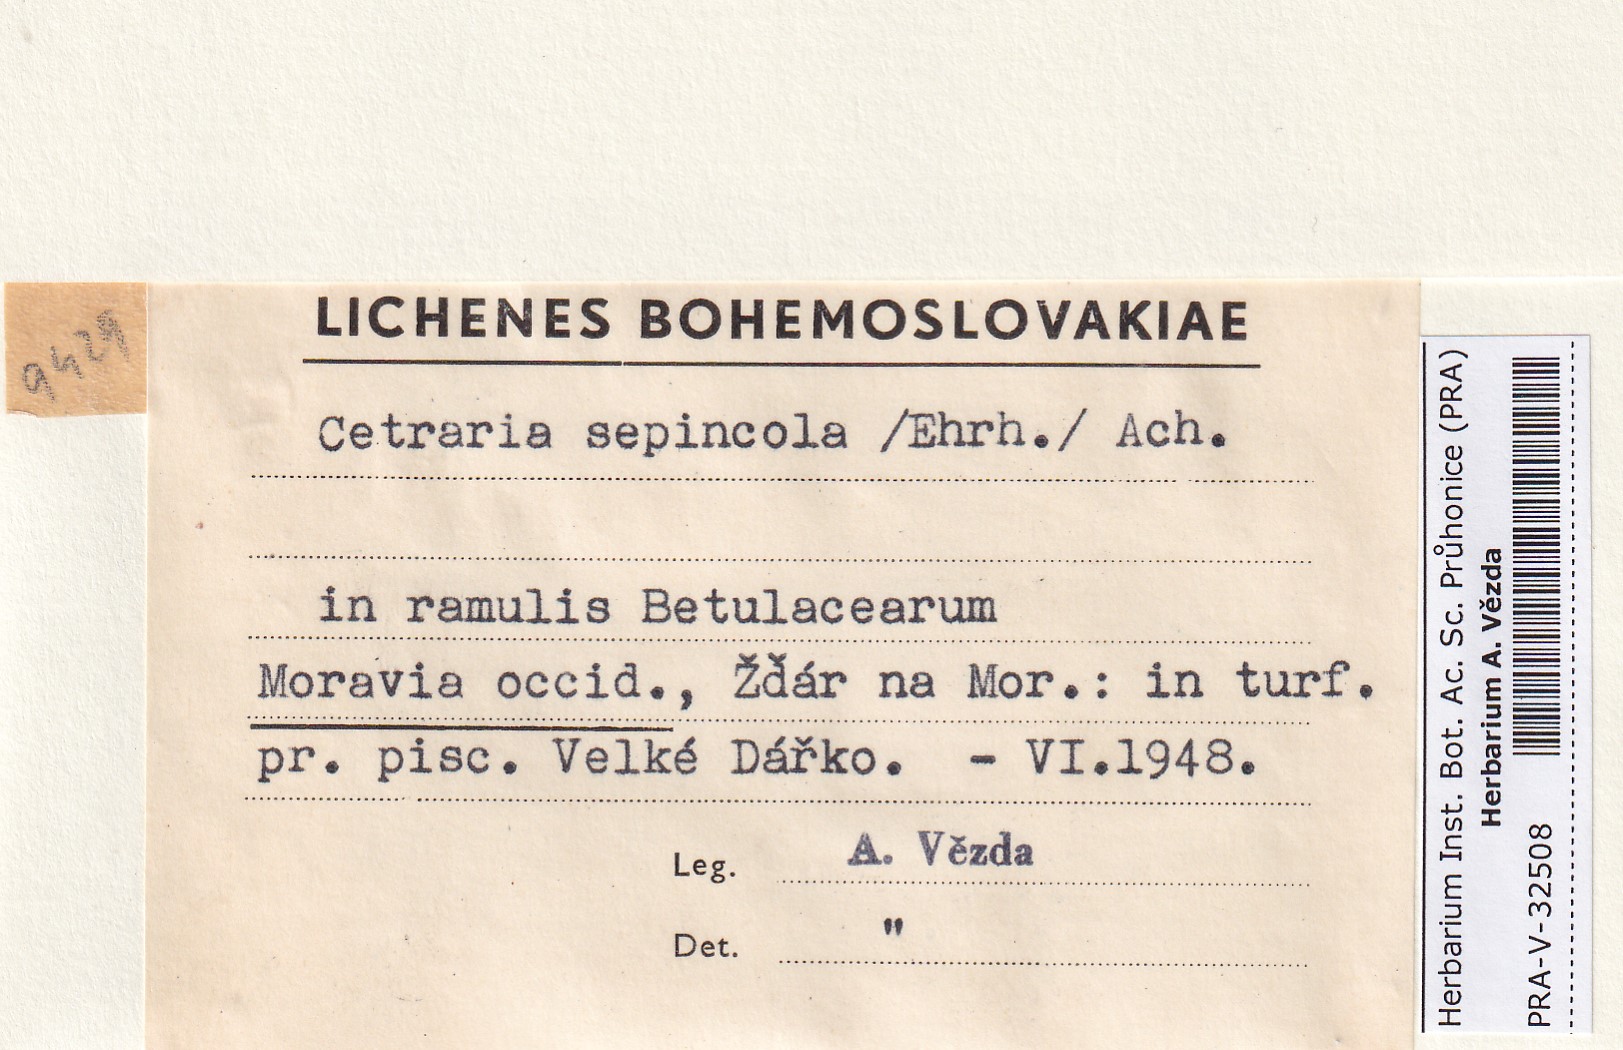 9429
LICHENES BOHEMOSLOVAKIAE
Cetraria sepincola /Ehrh./ Ach.
in ramulis Betulacearum
Moravia occid., Žďár na Mor.: in turf.
pr. pisc. Velké Dářko. - VI.1948.
Leg. A. Vězda
Det. "
Herbarium Inst. Bot. Ac. Sc. Průhonice (PRA)
Herbarium A. Vězda
PRA-V-32508